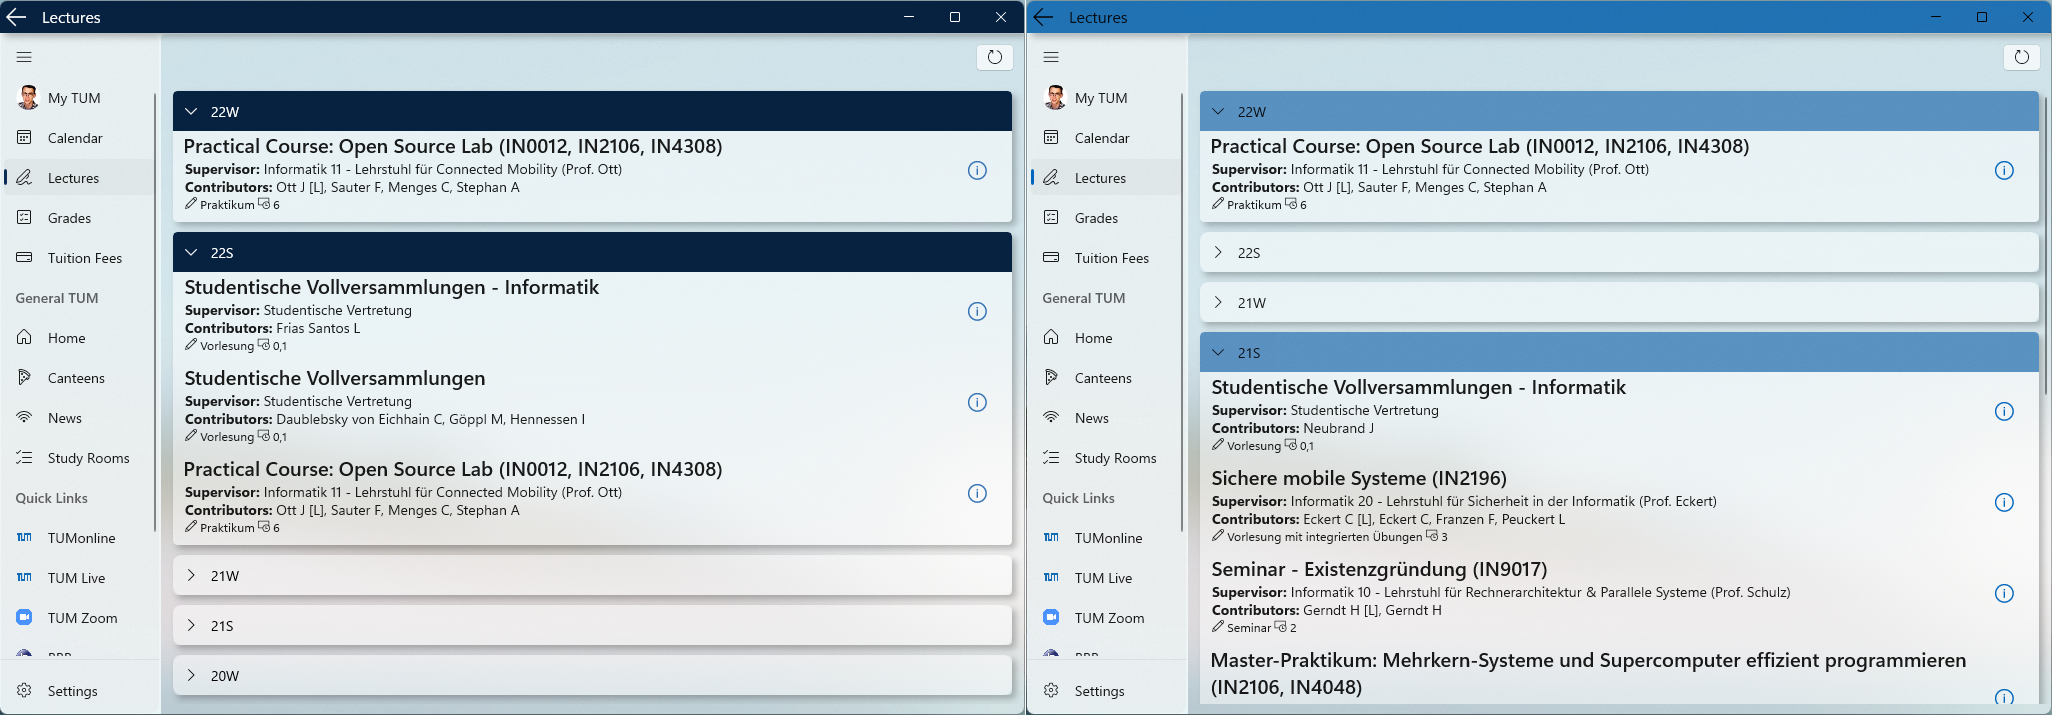 Lectures
My TUM
Calendar
Lectures
Grades
Tuition Fees
General TUM
Home
Canteens
News
Study Rooms
Quick Links
TUMonline
TUM Live
TUM Zoom
Settings
22W
Practical Course: Open Source Lab (IN0012, IN2106, IN4308)
Supervisor: Informatik 11 - Lehrstuhl für Connected Mobility (Prof. Ott)
Contributors: Ott J [L], Sauter F, Menges C, Stephan A
Praktikum 6
22S
Studentische Vollversammlungen - Informatik
Supervisor: Studentische Vertretung
Contributors: Frias Santos L
Vorlesung 0,1
Studentische Vollversammlungen
Supervisor: Studentische Vertretung
Contributors: Daublebsky von Eichhain C, Göppl M, Hennessen I
Vorlesung 0,1
Practical Course: Open Source Lab (IN0012, IN2106, IN4308)
Supervisor: Informatik 11 - Lehrstuhl für Connected Mobility (Prof. Ott)
Contributors: Ott J [L], Sauter F, Menges C, Stephan A
Praktikum 6
21W
21S
20W
Lectures
My TUM
Calendar
Lectures
Grades
Tuition Fees
General TUM
Home
Canteens
News
Study Rooms
Quick Links
TUMonline
TUM Live
TUM Zoom
Settings
22W
Practical Course: Open Source Lab (IN0012, IN2106, IN4308)
Supervisor: Informatik 11 - Lehrstuhl für Connected Mobility (Prof. Ott)
Contributors: Ott J [L], Sauter F, Menges C, Stephan A
Praktikum 6
22S
21W
21S
Studentische Vollversammlungen - Informatik
Supervisor: Studentische Vertretung
Contributors: Neubrand J
Vorlesung 0,1
Sichere mobile Systeme (IN2196)
Supervisor: Informatik 20 - Lehrstuhl für Sicherheit in der Informatik (Prof. Eckert)
Contributors: Eckert C [L], Eckert C, Franzen F, Peuckert L
Vorlesung mit integrierten Übungen 3
Seminar - Existenzgründung (IN9017)
Supervisor: Informatik 10 - Lehrstuhl für Rechnerarchitektur & Parallele Systeme (Prof. Schulz)
Contributors: Gerndt H [L], Gerndt H
Seminar 2
Master-Praktikum: Mehrkern-Systeme und Supercomputer effizient programmieren
(IN2106, IN4048)